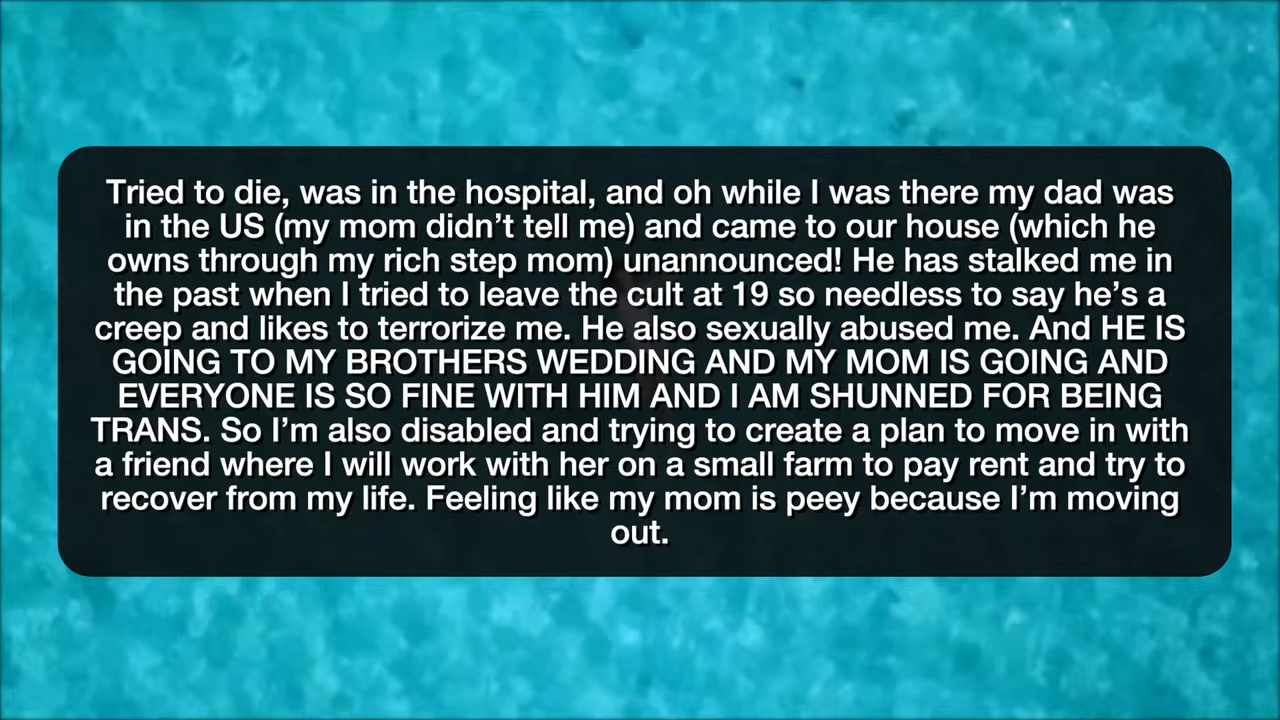 Tried to die, was in the hospital, and oh while I was there my dad was
in the US (my mom didn't tell me) and came to our house (which he
owns through my rich step mom) unannounced! He has stalked me in
the past when I tried to leave the cult at 19 so needless to say he's a
creep and likes to terrorize me. He also sexually abused me. And HE IS
GOING TO MY BROTHERS WEDDING AND MY MOM IS GOING AND
EVERYONE IS SO FINE WITH HIM AND I AM SHUNNED FOR BEING
TRANS. So I'm also disabled and trying to create a plan to move in with
a friend where I will work with her on a small farm to pay rent and try to
recover from my life. Feeling like my mom is peey because I'm moving
out.